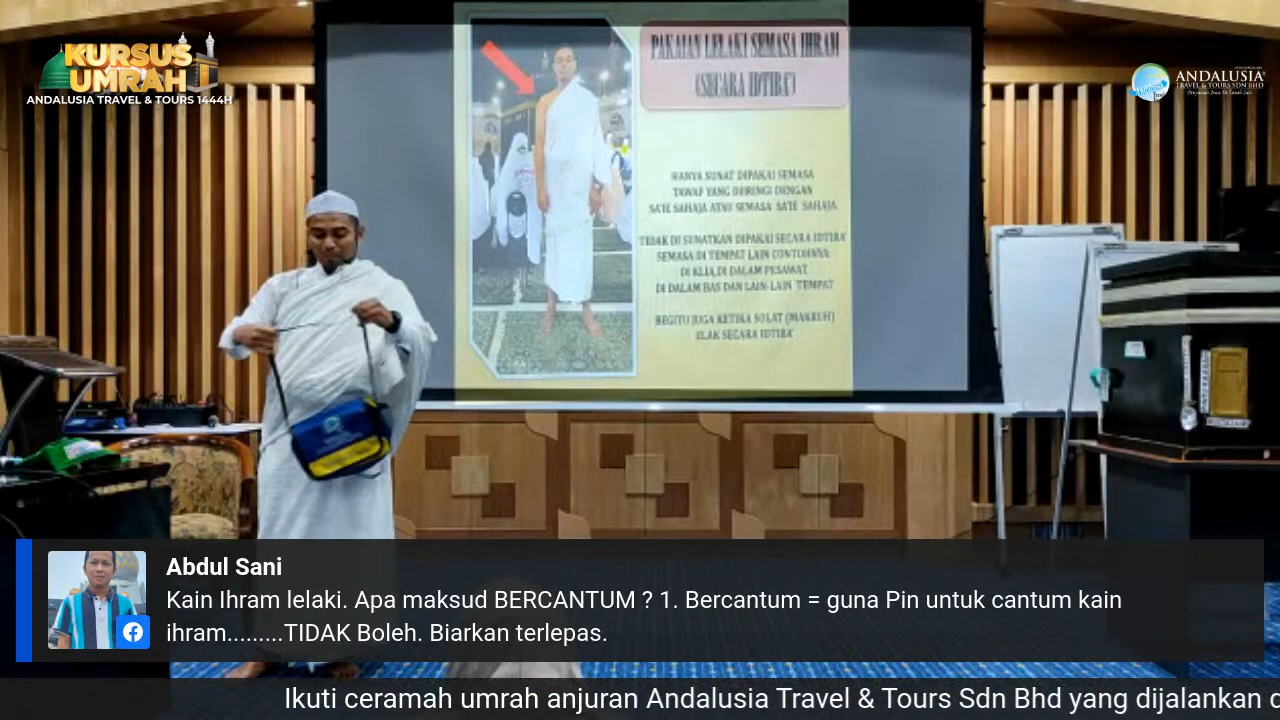 KURSUS
UMRAH
ANDALUSIA TRAVEL & TOURS 1444H
ANDALUSIA
TRAVEL & TOURS SDN BHD
PAKAIAN LELAKI SEMASA IHRAM
(SECARA IDTIBA')
HANYA SUNAT DIPAKAI SEMASA
TAWAF YANG DIIRINGI DENGAN
SA'IE SAHAJA ATAU SEMASA SA'IE SAHAJA
TIDAK DI SUNATKAN DIPAKAI SECARA IDTIBA'
SEMASA DI TEMPAT LAIN CONTOHNYA
DI KLIA,DI DALAM PESAWAT,
DI DALAM BAS DAN LAIN-LAIN TEMPAT
BEGITU JUGA KETIKA SOLAT (MAKRUH)
ELAK SECARA IDTIBA'
Abdul Sani
Kain Ihram lelaki. Apa maksud BERCANTUM ? 1. Bercantum = guna Pin untuk cantum kain
ihram.........TIDAK Boleh. Biarkan terlepas.
Ikuti ceramah umrah anjuran Andalusia Travel & Tours Sdn Bhd yang dijalankan